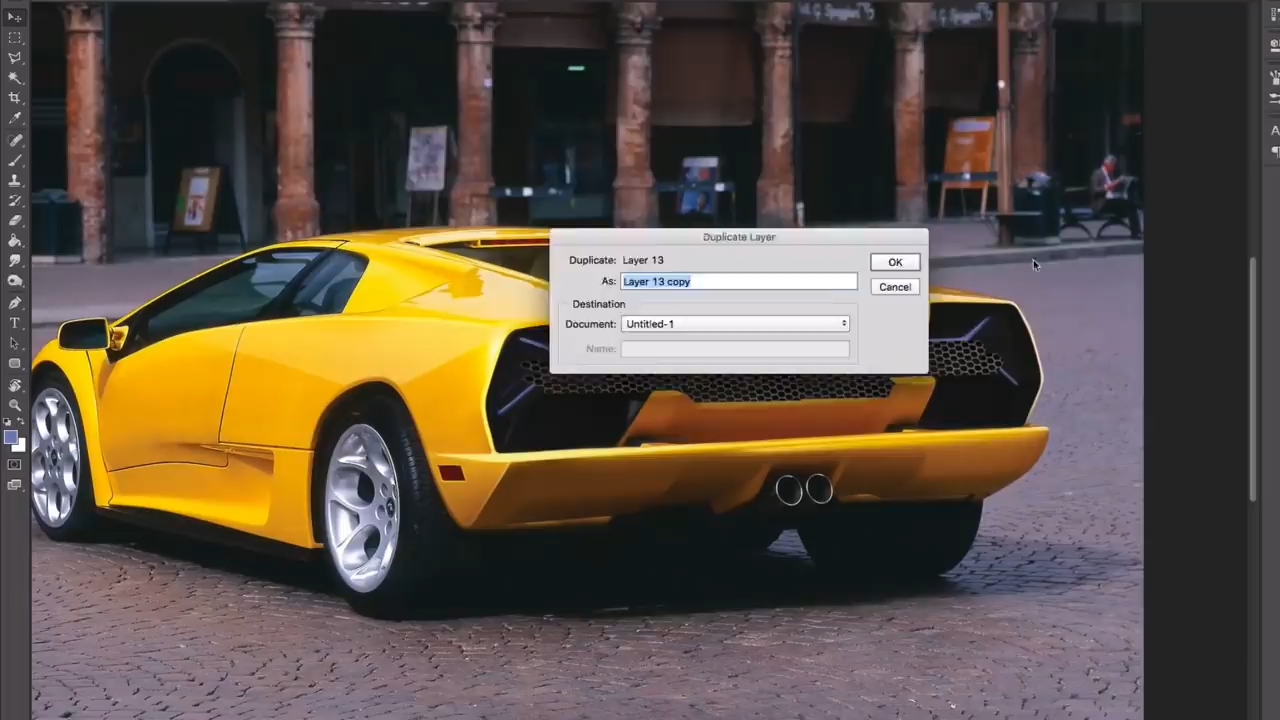 Duplicate Layer
Duplicate: Layer 13
OK
As: Layer 13 copy
Cancel
Destination
Document: Untitled-1
Name: